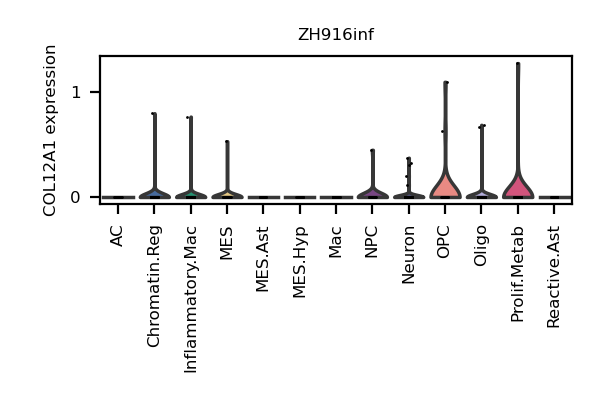 ZH916inf
COL12A1 expression
1
0
AC
Chromatin.Reg
Inflammatory.Mac
MES
MES.Ast
MES.Hyp
Mac
NPC
Neuron
OPC
Oligo
Prolif.Metab
Reactive.Ast